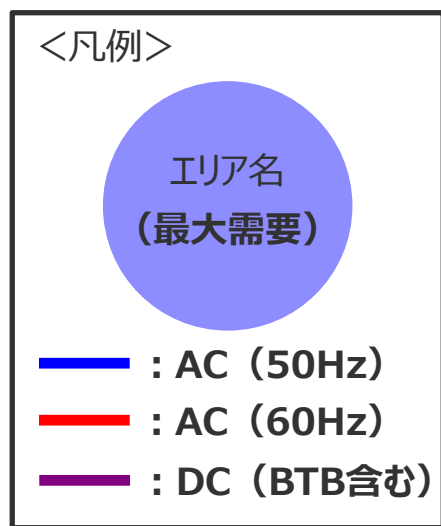 ＜凡例＞
エリア名
（最大需要）
：AC（50Hz）
：AC（60Hz）
：DC（BTB含む）